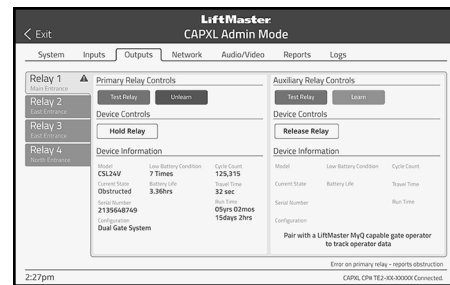 LiftMaster
< Exit
CAPXL Admin Mode
System Inputs Outputs Network Audio/Video Reports Logs
Relay 1
Main Entrance
Relay 2
East Entrance
Relay 3
East Entrance
Relay 4
North Entrance
Primary Relay Controls
Test Relay Unlearn
Device Controls
Hold Relay
Device Information
Model Low Battery Condition Cycle Count
CSL24V 7 Times 125,315
Current State Battery Life Travel Time
Obstructed 3.36hrs 32 sec
Serial Number Run Time
2135648749 05yrs 02mos
15days 2hrs
Configuration
Dual Gate System
Auxiliary Relay Controls
Test Relay Learn
Device Controls
Release Relay
Device Information
Model Low Battery Condition Cycle Count
Current State Battery Life Travel Time
Serial Number Run Time
Configuration
Pair with a LiftMaster MyQ capable gate operator
to track operator data
Error on primary relay - reports obstruction
2:27pm
CAPXL CP# TE2-XX-XXXXX Connected.